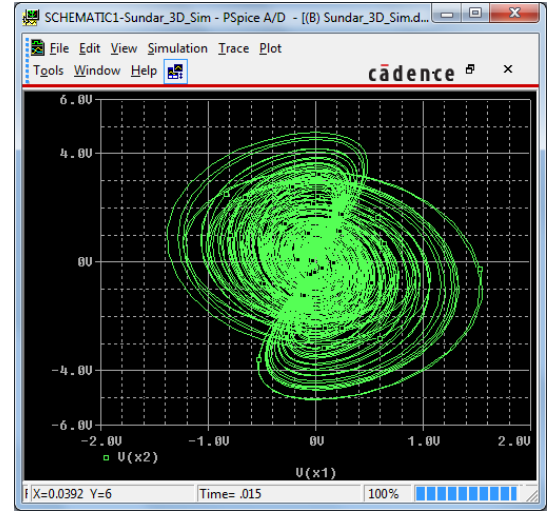 SCHEMATIC1-Sundar_3D_Sim - PSpice A/D - [(B) Sundar_3D_Sim.d...
File Edit View Simulation Trace Plot
Tools Window Help
cādence
6.0V
4.0V
0V
-4.0V
-6.0V
-2.0V -1.0V 0V 1.0V 2.0V
V(x2)
V(x1)
X=0.0392 Y=6 Time= .015 100%